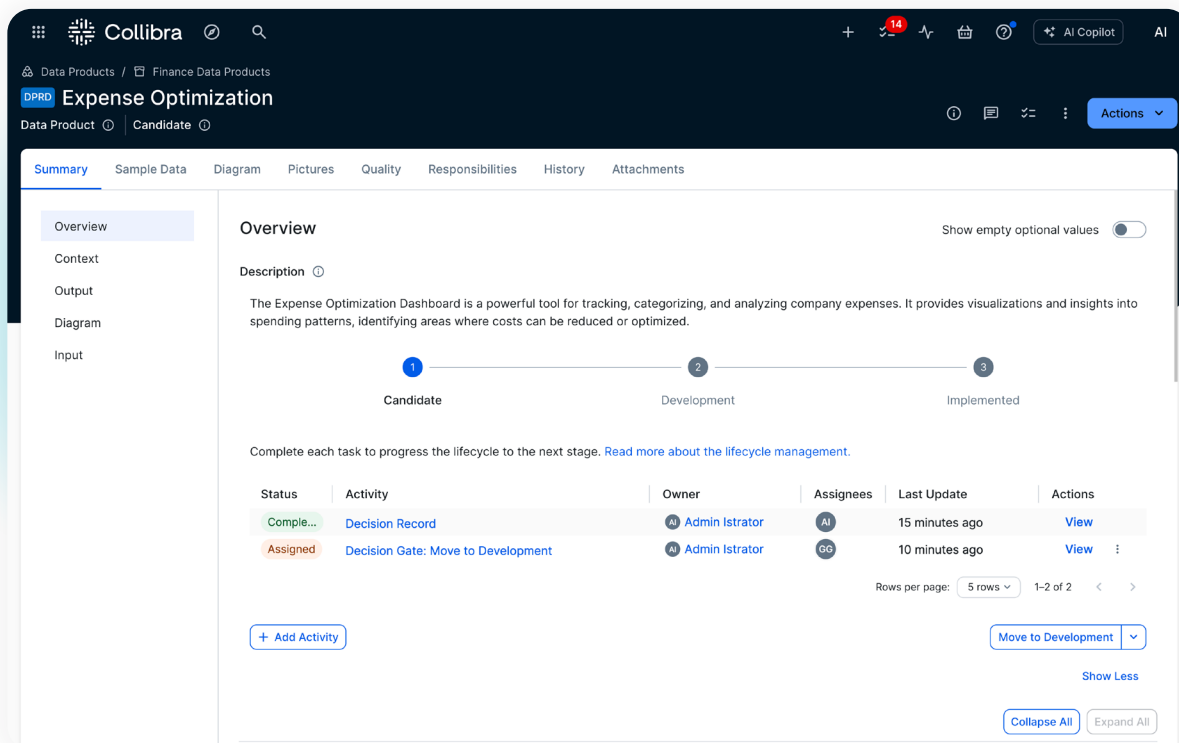 Collibra
14
AI Copilot
AI
Data Products / Finance Data Products
DPRD Expense Optimization
Data Product Candidate
Actions
Summary Sample Data Diagram Pictures Quality Responsibilities History Attachments
Overview
Context
Output
Diagram
Input
Overview
Show empty optional values
Description
The Expense Optimization Dashboard is a powerful tool for tracking, categorizing, and analyzing company expenses. It provides visualizations and insights into
spending patterns, identifying areas where costs can be reduced or optimized.
1 2 3
Candidate Development Implemented
Complete each task to progress the lifecycle to the next stage. Read more about the lifecycle management.
Status Activity Owner Assignees Last Update Actions
Comple... Decision Record AI Admin Istrator AI 15 minutes ago View
Assigned Decision Gate: Move to Development AI Admin Istrator GG 10 minutes ago View
Rows per page: 5 rows 1–2 of 2
+ Add Activity
Move to Development
Show Less
Collapse All Expand All